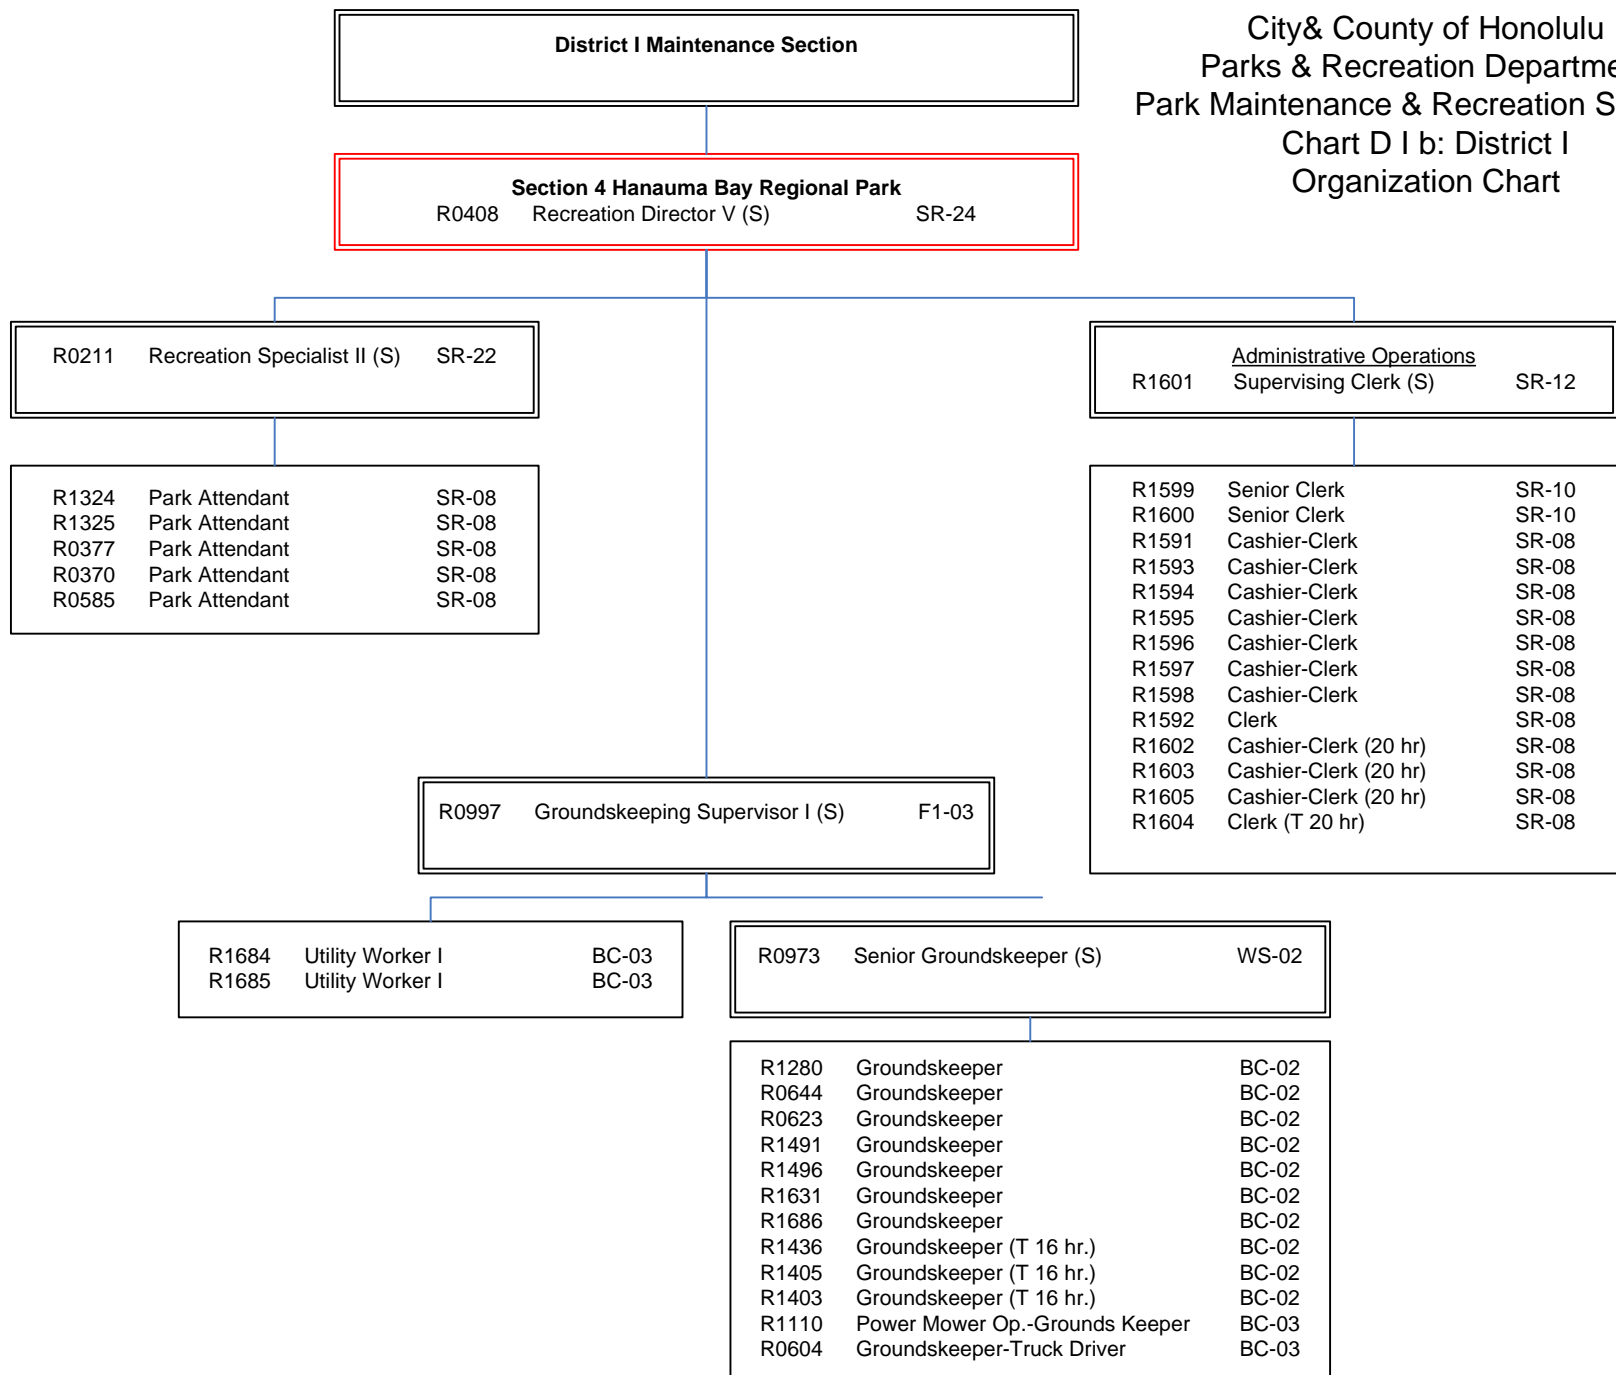 City& County of Honolulu
Parks & Recreation
Park Maintenance & Recreation
Chart D I b: District I
Organization Chart
District I Maintenance Section
Section 4 Hanauma Bay Regional Park
R0408 Recreation Director V (S) SR-24
R0211 Recreation Specialist II (S) SR-22
R1324 Park Attendant SR-08
R1325 Park Attendant SR-08
R0377 Park Attendant SR-08
R0370 Park Attendant SR-08
R0585 Park Attendant SR-08
Administrative Operations
R1601 Supervising Clerk (S) SR-12
R1599 Senior Clerk SR-10
R1600 Senior Clerk SR-10
R1591 Cashier-Clerk SR-08
R1593 Cashier-Clerk SR-08
R1594 Cashier-Clerk SR-08
R1595 Cashier-Clerk SR-08
R1596 Cashier-Clerk SR-08
R1597 Cashier-Clerk SR-08
R1598 Cashier-Clerk SR-08
R1592 Clerk SR-08
R1602 Cashier-Clerk (20 hr) SR-08
R1603 Cashier-Clerk (20 hr) SR-08
R1605 Cashier-Clerk (20 hr) SR-08
R1604 Clerk (T 20 hr) SR-08
R0997 Groundskeeping Supervisor I (S) F1-03
R1684 Utility Worker I BC-03
R1685 Utility Worker I BC-03
R0973 Senior Groundskeeper (S) WS-02
R1280 Groundskeeper BC-02
R0644 Groundskeeper BC-02
R0623 Groundskeeper BC-02
R1491 Groundskeeper BC-02
R1496 Groundskeeper BC-02
R1631 Groundskeeper BC-02
R1686 Groundskeeper BC-02
R1436 Groundskeeper (T 16 hr.) BC-02
R1405 Groundskeeper (T 16 hr.) BC-02
R1403 Groundskeeper (T 16 hr.) BC-02
R1110 Power Mower Op.-Grounds Keeper BC-03
R0604 Groundskeeper-Truck Driver BC-03